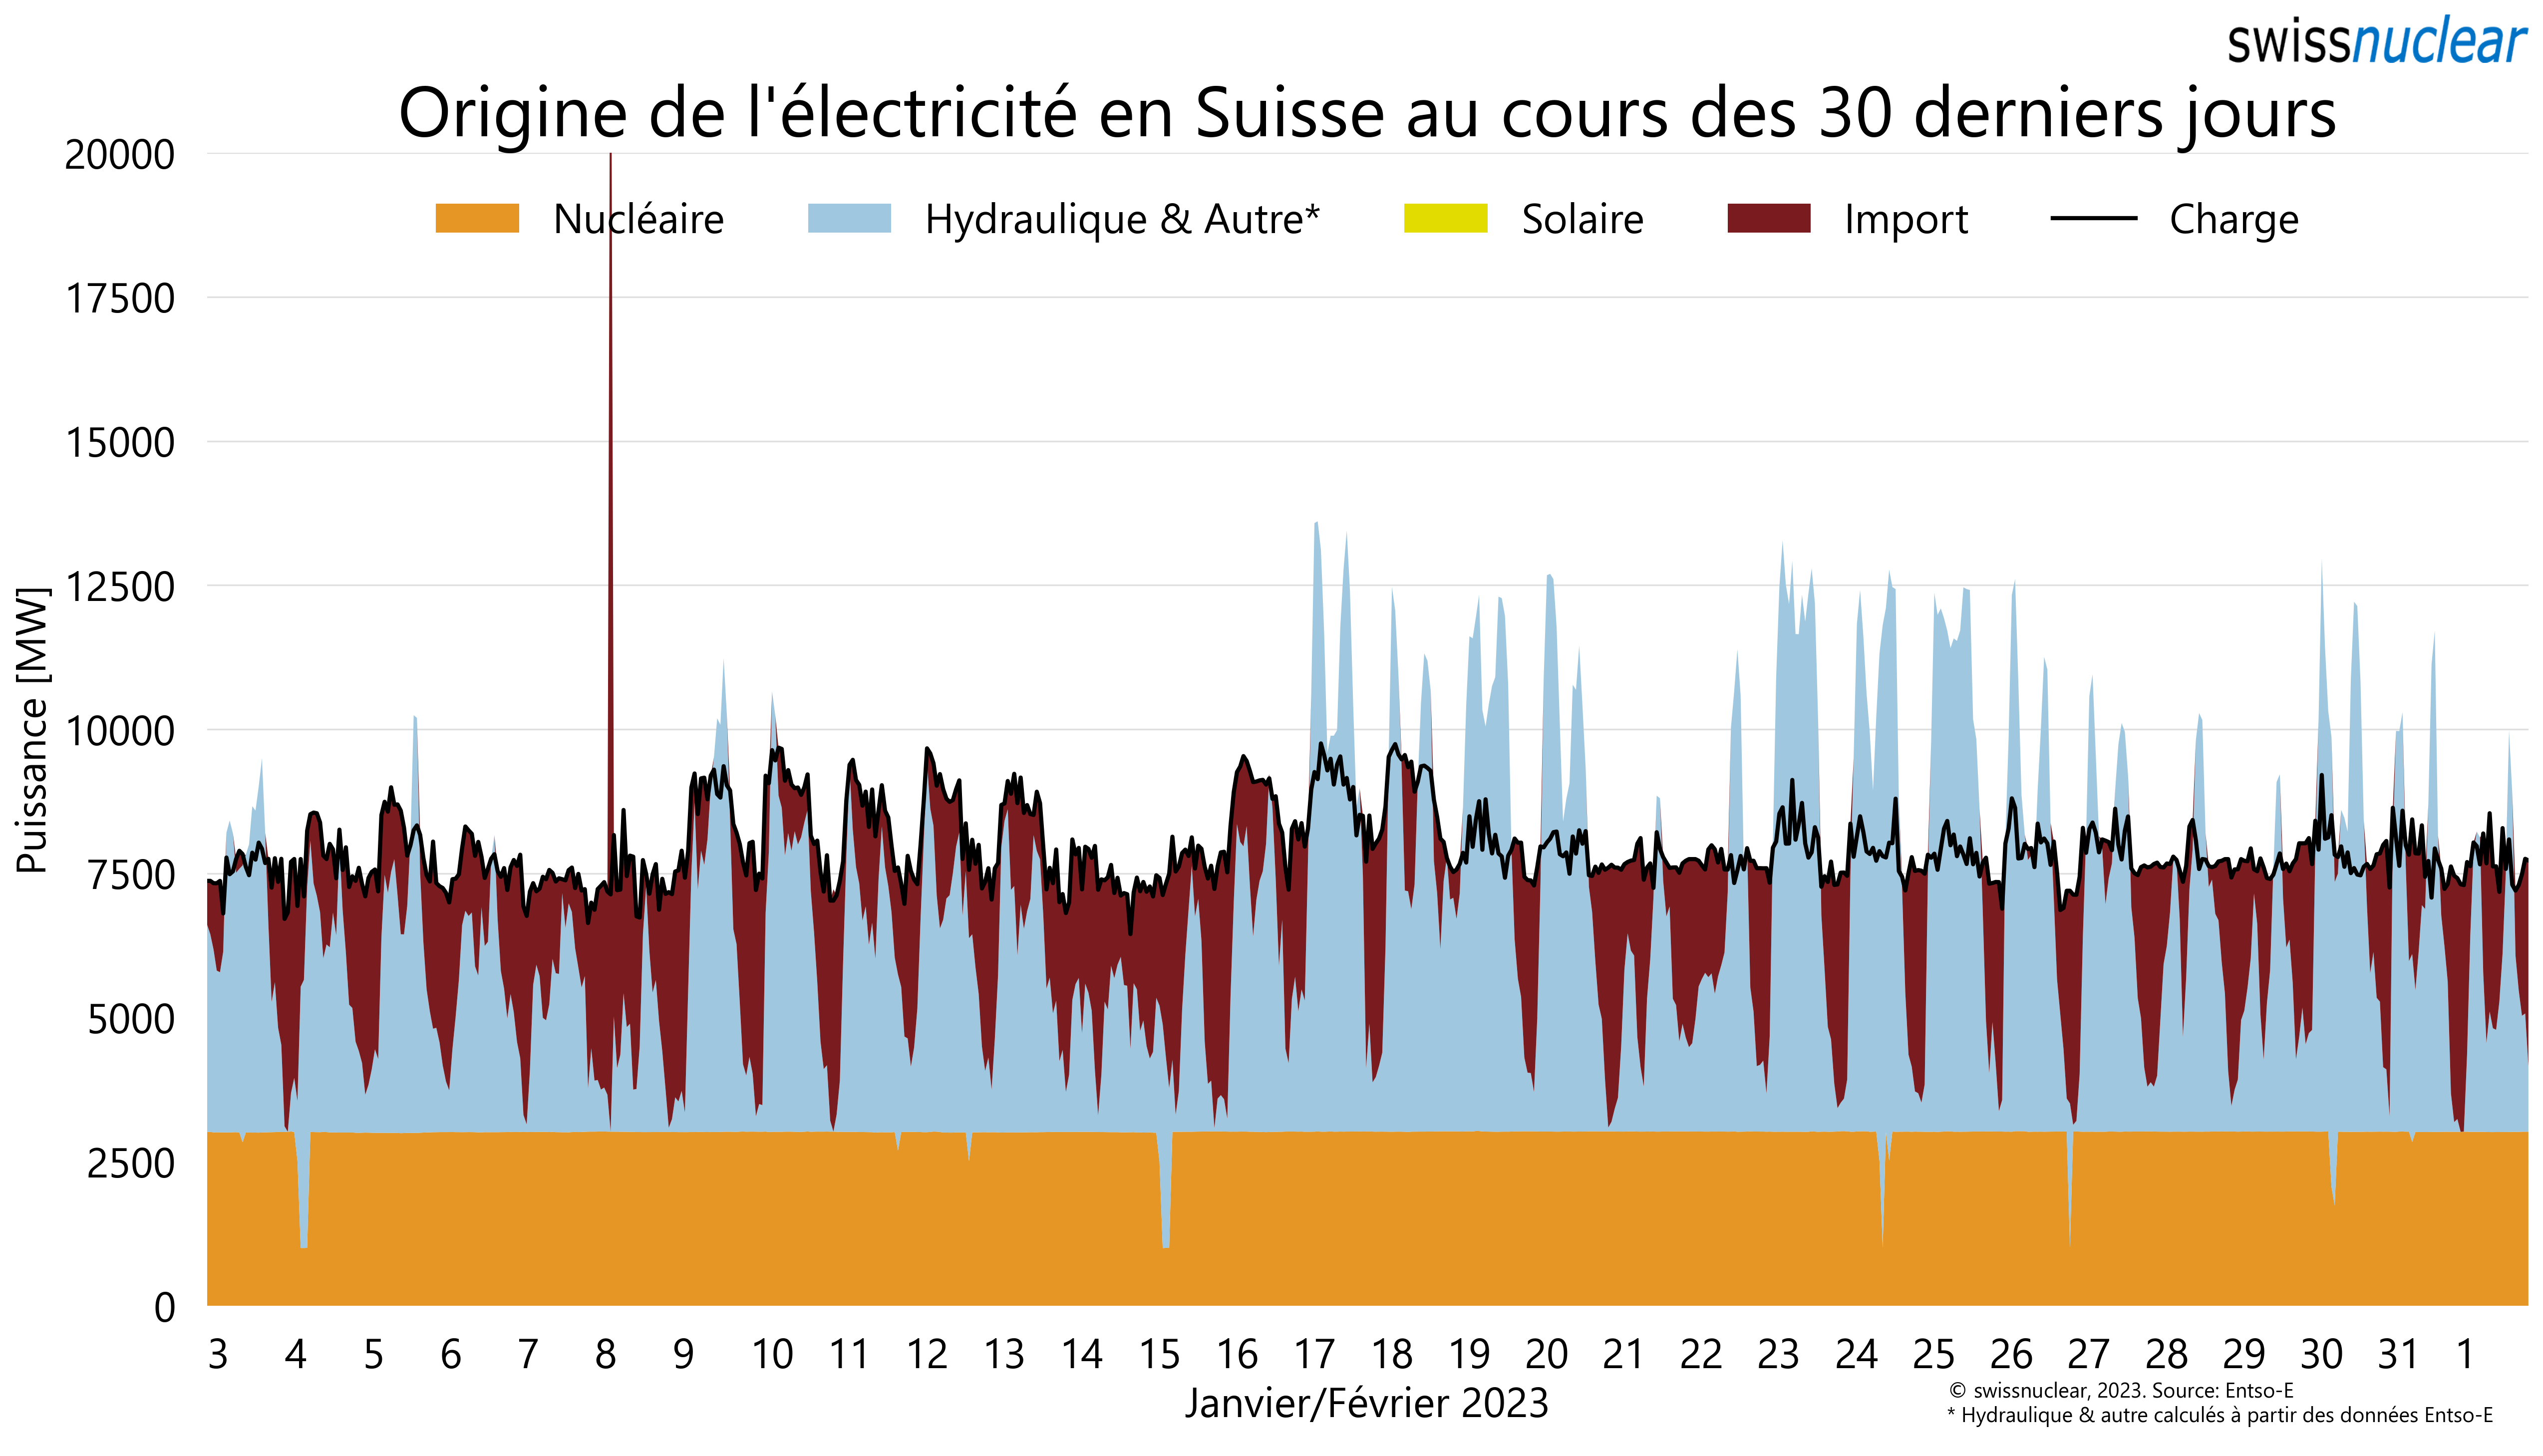 swissnuclear
Origine de l'électricité en Suisse au cours des 30 derniers jours
20000
Nucléaire Hydraulique & Autre* Solaire Import Charge
17500
15000
12500
10000
7500
5000
2500
0
Puissance [MW]
3 4 5 6 7 8 9 10 11 12 13 14 15 16 17 18 19 20 21 22 23 24 25 26 27 28 29 30 31 1
Janvier/Février 2023
© swissnuclear, 2023. Source: Entso-E
* Hydraulique & autre calculés à partir des données Entso-E